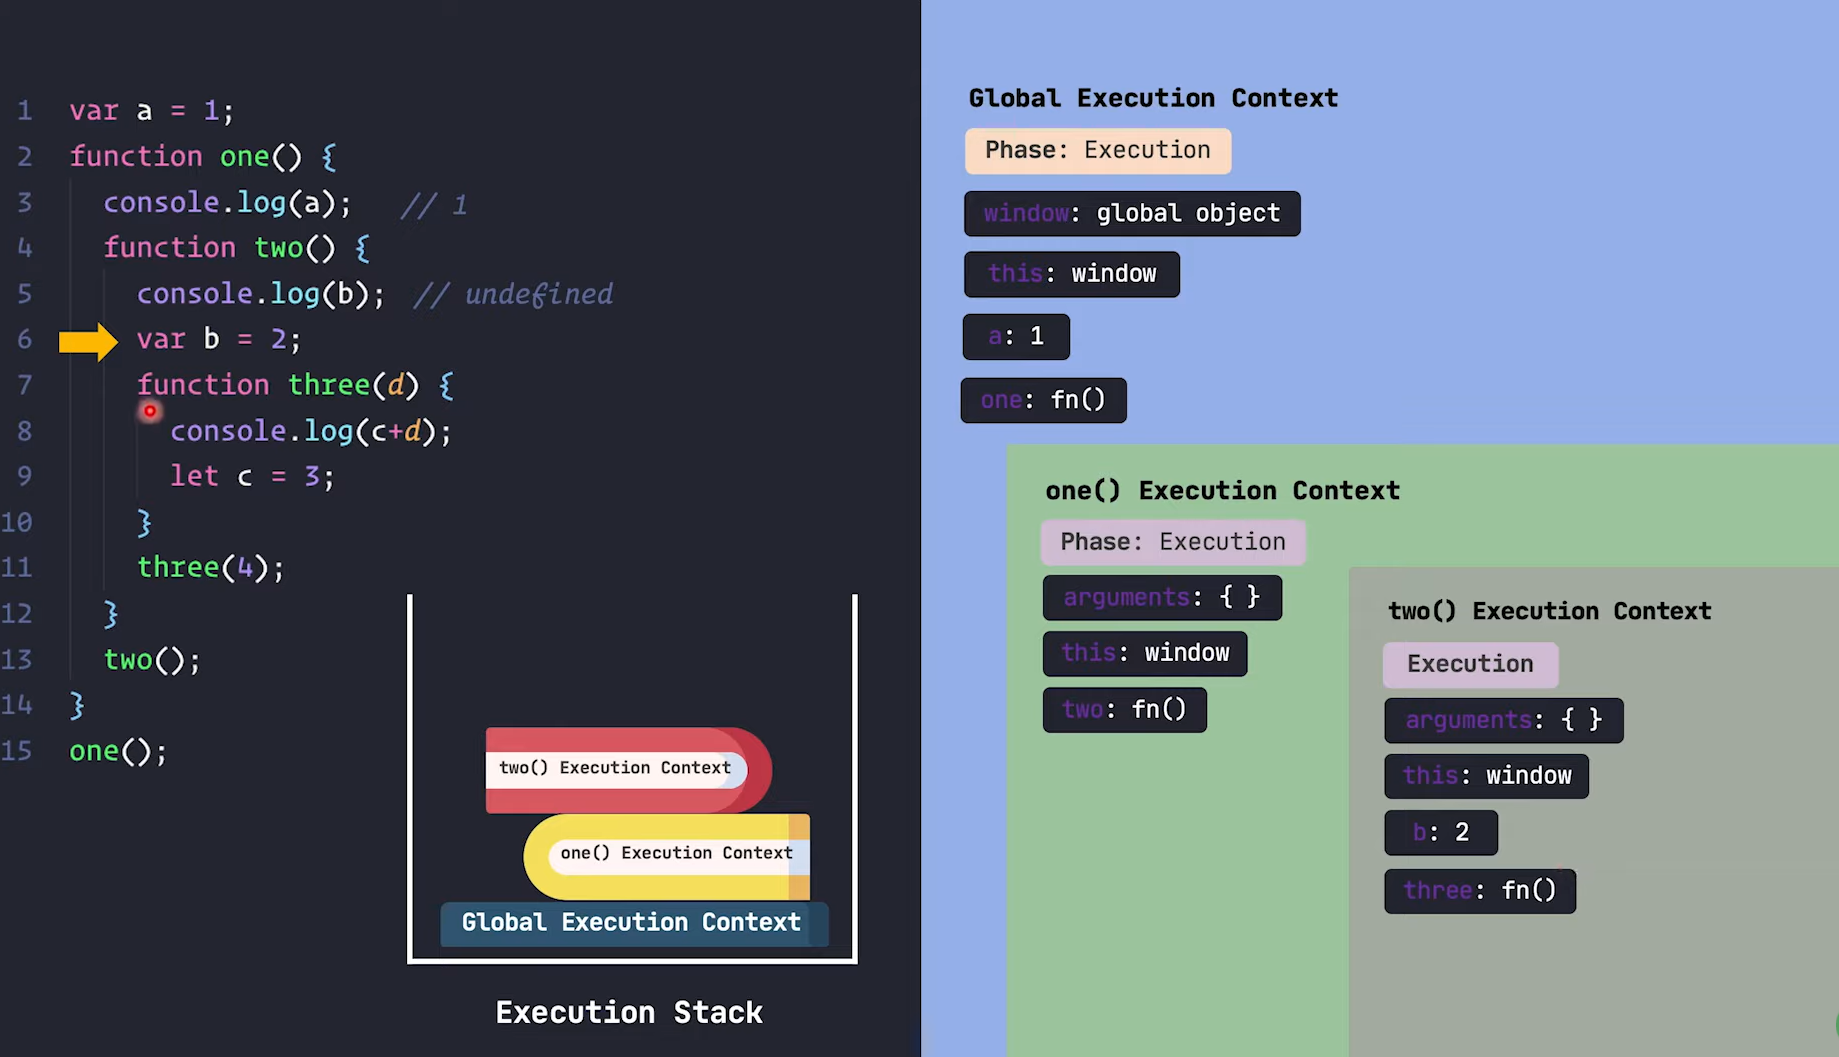 1 var a = 1;
2 function one() {
3 console.log(a); // 1
4 function two() {
5 console.log(b); // undefined
6 var b = 2;
7 function three(d) {
8 console.log(c+d);
9 let c = 3;
10 }
11 three(4);
12 }
13 two();
14 }
15 one();
two() Execution Context
one() Execution Context
Global Execution Context
Execution Stack
Global Execution Context
Phase: Execution
window: global object
this: window
a: 1
one: fn()
one() Execution Context
Phase: Execution
arguments: { }
this: window
two: fn()
two() Execution Context
Execution
arguments: { }
this: window
b: 2
three: fn()